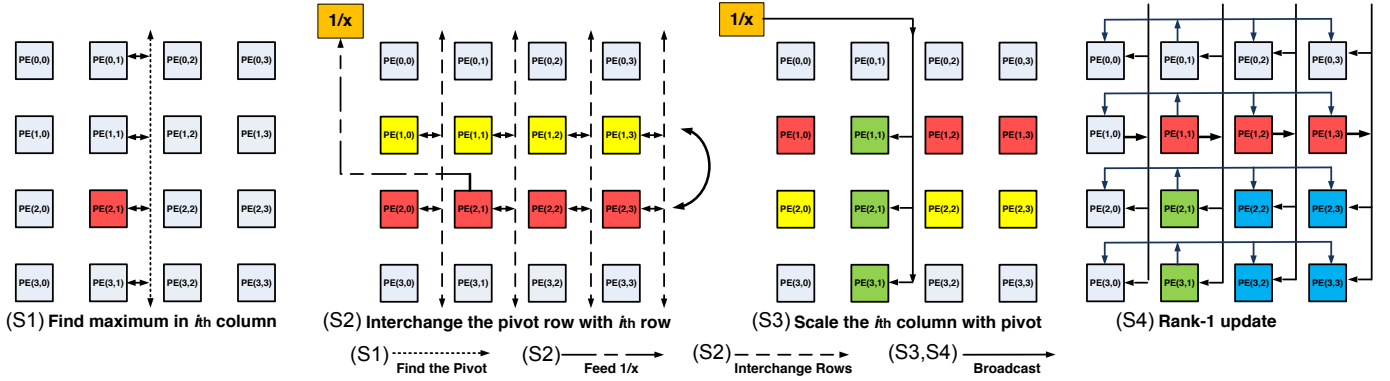 1/x
1/x
PE(0,0) PE(0,1) PE(0,2) PE(0,3) PE(0,0) PE(0,1) PE(0,2) PE(0,3) PE(0,0) PE(0,1) PE(0,2) PE(0,3) PE(0,0) PE(0,1) PE(0,2) PE(0,3)
PE(1,0) PE(1,1) PE(1,2) PE(1,3) PE(1,0) PE(1,1) PE(1,2) PE(1,3) PE(1,0) PE(1,1) PE(1,2) PE(1,3) PE(1,0) PE(1,1) PE(1,2) PE(1,3)
PE(2,0) PE(2,1) PE(2,2) PE(2,3) PE(2,0) PE(2,1) PE(2,2) PE(2,3) PE(2,0) PE(2,1) PE(2,2) PE(2,3) PE(2,0) PE(2,1) PE(2,2) PE(2,3)
PE(3,0) PE(3,1) PE(3,2) PE(3,3) PE(3,0) PE(3,1) PE(3,2) PE(3,3) PE(3,0) PE(3,1) PE(3,2) PE(3,3) PE(3,0) PE(3,1) PE(3,2) PE(3,3)
(S1) Find maximum in ith column
(S2) Interchange the pivot row with ith row
(S3) Scale the ith column with pivot
(S4) Rank-1 update
(S1) Find the Pivot
(S2) Feed 1/x
(S2) Interchange Rows
(S3,S4) Broadcast